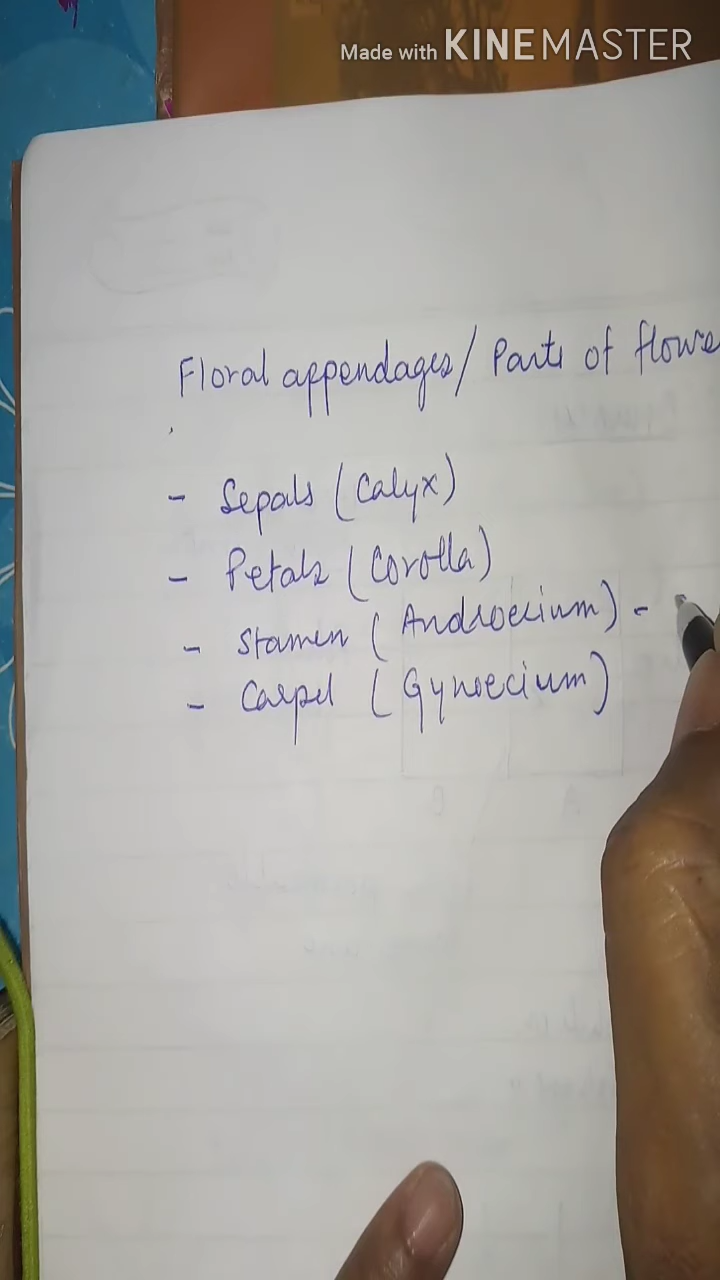 Made with KINEMASTER
Floral appendages / Parts of flowe
- Sepals (Calyx)
- Petals (Corolla)
- Stamen (Androecium) -
- Carpel (Gynoecium)